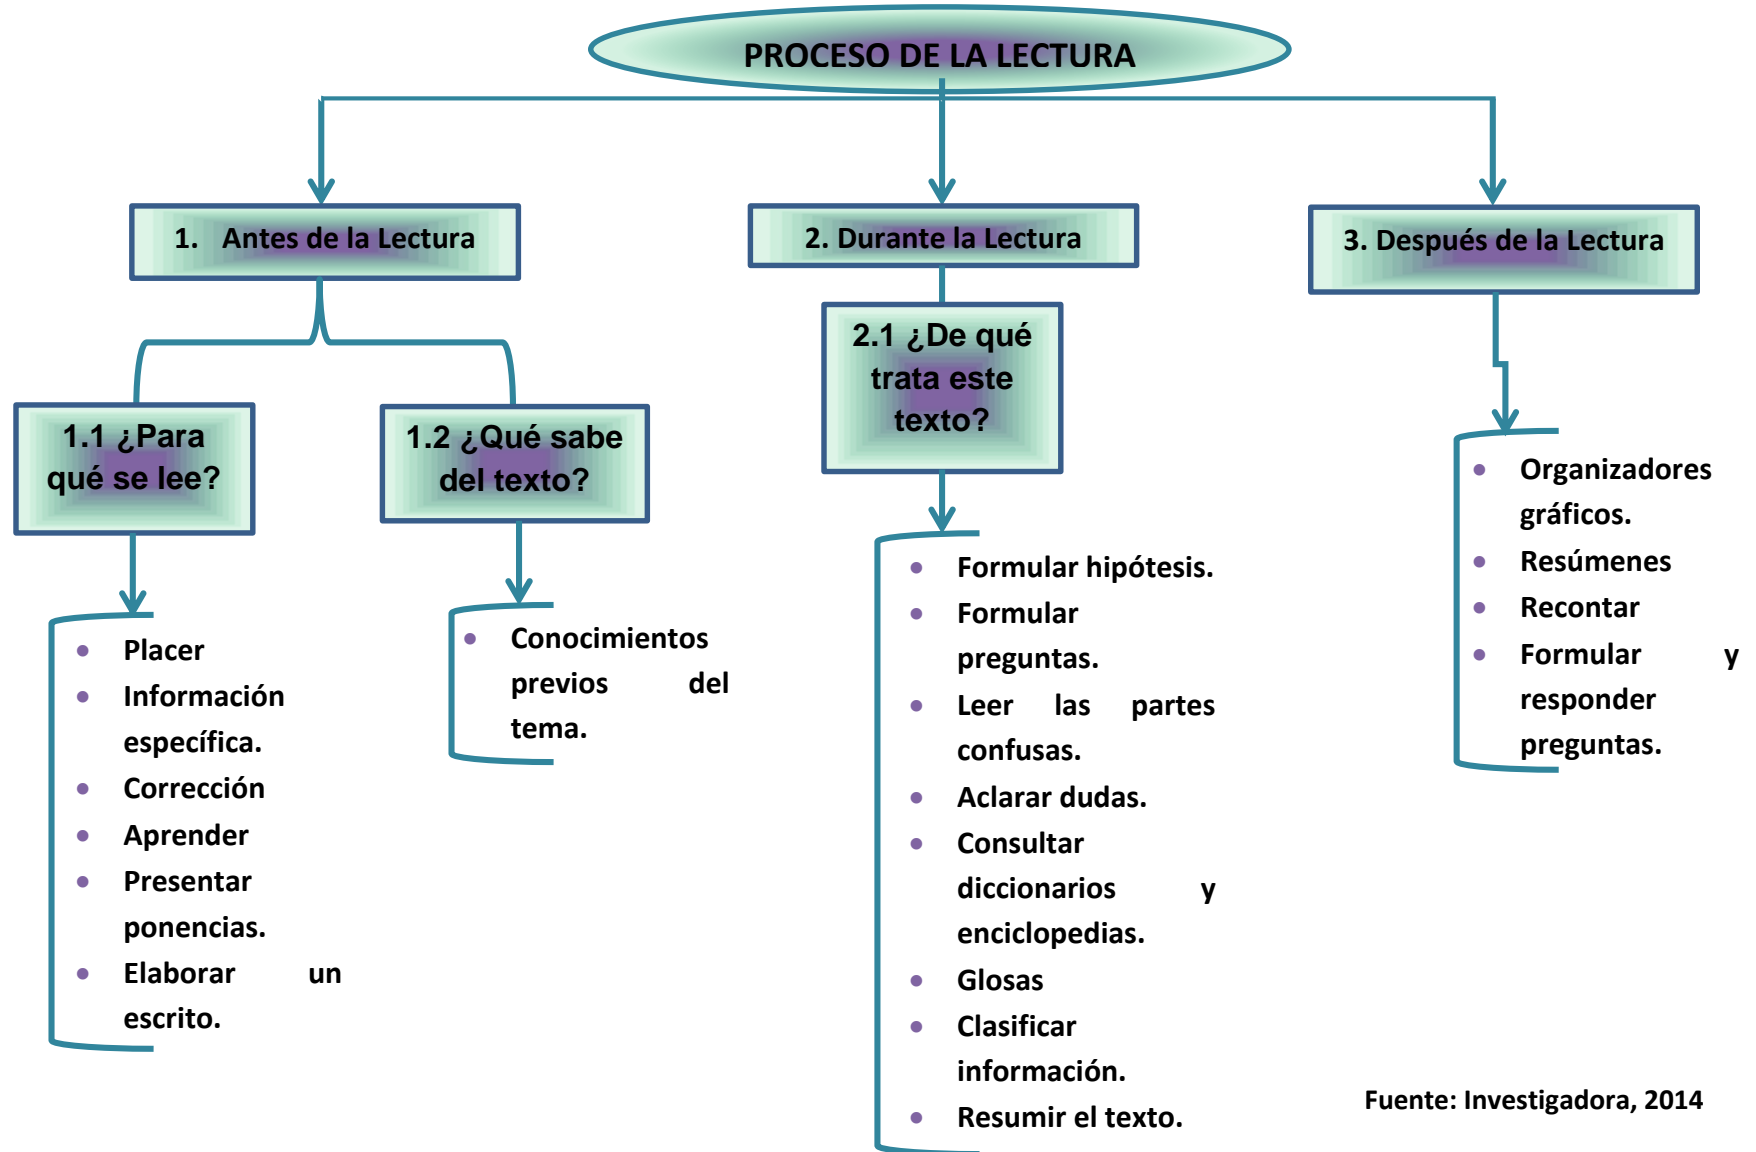 PROCESO DE LA LECTURA
1. Antes de la Lectura
2. Durante la Lectura
3. Después de la Lectura
1.1 ¿Para
qué se lee?
1.2 ¿Qué sabe
del texto?
2.1 ¿De qué
trata este
texto?
• Placer
• Información
específica.
• Corrección
• Aprender
• Presentar
ponencias.
• Elaborar un
escrito.
• Conocimientos
previos del
tema.
• Formular hipótesis.
• Formular
preguntas.
• Leer las partes
confusas.
• Aclarar dudas.
• Consultar
diccionarios y
enciclopedias.
• Glosas
• Clasificar
información.
• Resumir el texto.
• Organizadores
gráficos.
• Resúmenes
• Recontar
• Formular y
responder
preguntas.
Fuente: Investigadora, 2014